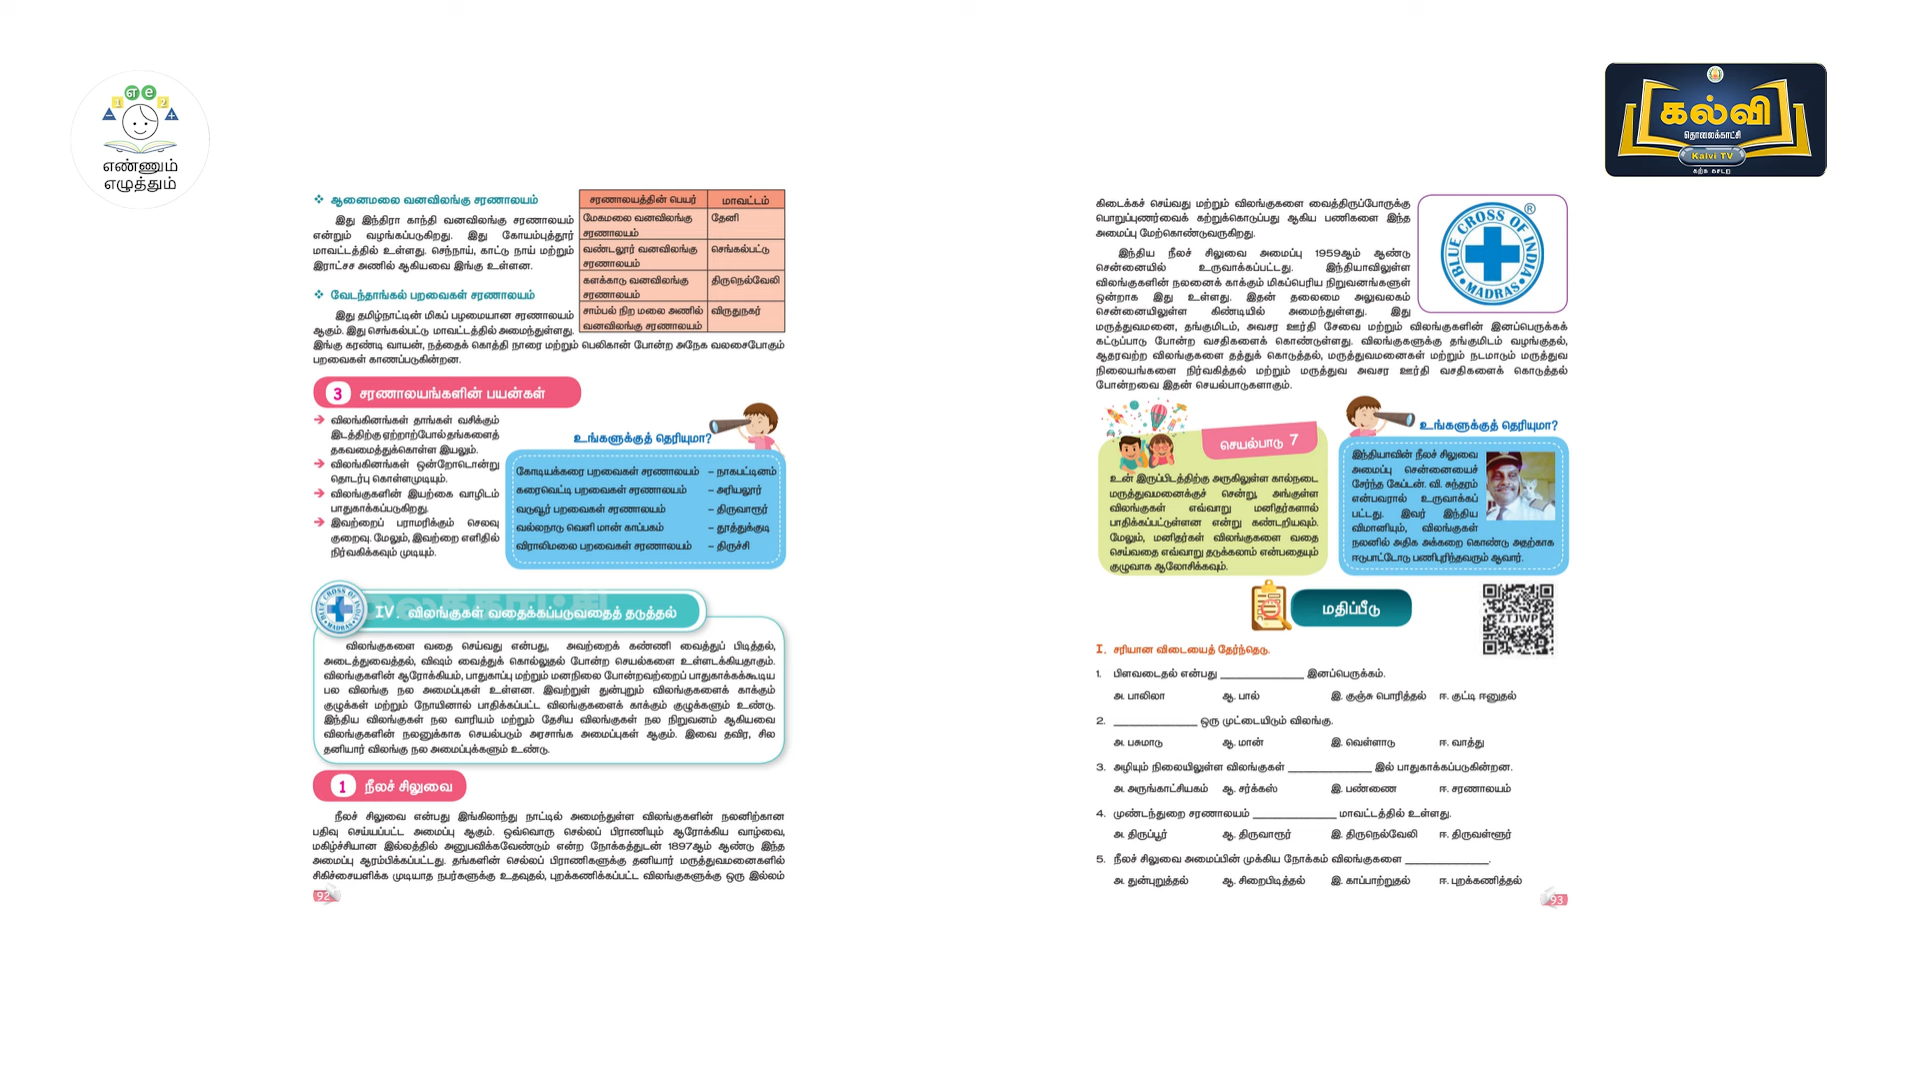 எண்ணும்
எழுத்தும்
கல்வி
தொலைக்காட்சி
Kalvi TV
கற்க கசடற
❖ ஆனைமலை வனவிலங்கு சரணாலயம்
இது இந்திரா காந்தி வனவிலங்கு சரணாலயம்
என்றும் வழங்கப்படுகிறது. இது கோயம்புத்தூர்
மாவட்டத்தில் உள்ளது. செந்நாய், காட்டு நாய் மற்றும்
இராட்சச அணில் ஆகியவை இங்கு உள்ளன.
❖ வேடந்தாங்கல் பறவைகள் சரணாலயம்
இது தமிழ்நாட்டின் மிகப் பழமையான சரணாலயம்
ஆகும். இது செங்கல்பட்டு மாவட்டத்தில் அமைந்துள்ளது.
இங்கு கரண்டி வாயன், நத்தைக் கொத்தி நாரை மற்றும் பெலிகான் போன்ற அநேக வலசைபோகும்
பறவைகள் காணப்படுகின்றன.
சரணாலயத்தின் பெயர் மாவட்டம்
மேகமலை வனவிலங்கு தேனி
சரணாலயம்
வண்டலூர் வனவிலங்கு செங்கல்பட்டு
சரணாலயம்
களக்காடு வனவிலங்கு திருநெல்வேலி
சரணாலயம்
சாம்பல் நிற மலை அணில் விருதுநகர்
வனவிலங்கு சரணாலயம்
3 சரணாலயங்களின் பயன்கள்
➔ விலங்கினங்கள் தாங்கள் வசிக்கும்
இடத்திற்கு ஏற்றாற்போல் தங்களைத்
தகவமைத்துக்கொள்ள இயலும்.
➔ விலங்கினங்கள் ஒன்றோடொன்று
தொடர்பு கொள்ளமுடியும்.
➔ விலங்குகளின் இயற்கை வாழிடம்
பாதுகாக்கப்படுகிறது.
➔ இவற்றைப் பராமரிக்கும் செலவு
குறைவு. மேலும், இவற்றை எளிதில்
நிர்வகிக்கவும் முடியும்.
உங்களுக்குத் தெரியுமா?
கோடியக்கரை பறவைகள் சரணாலயம் – நாகபட்டினம்
கரைவெட்டி பறவைகள் சரணாலயம் – அரியலூர்
வடுவூர் பறவைகள் சரணாலயம் – திருவாரூர்
வல்லநாடு வெளி மான் காப்பகம் – தூத்துக்குடி
விராலிமலை பறவைகள் சரணாலயம் – திருச்சி
BLUE CROSS OF INDIA
MADRAS
IV. விலங்குகள் வதைக்கப்படுவதைத் தடுத்தல்
விலங்குகளை வதை செய்வது என்பது, அவற்றைக் கண்ணி வைத்துப் பிடித்தல்,
அடைத்துவைத்தல், விஷம் வைத்துக் கொல்லுதல் போன்ற செயல்களை உள்ளடக்கியதாகும்.
விலங்குகளின் ஆரோக்கியம், பாதுகாப்பு மற்றும் மனநிலை போன்றவற்றைப் பாதுகாக்கக்கூடிய
பல விலங்கு நல அமைப்புகள் உள்ளன. இவற்றுள் துன்புறும் விலங்குகளைக் காக்கும்
குழுக்கள் மற்றும் நோயினால் பாதிக்கப்பட்ட விலங்குகளைக் காக்கும் குழுக்களும் உண்டு.
இந்திய விலங்குகள் நல வாரியம் மற்றும் தேசிய விலங்குகள் நல நிறுவனம் ஆகியவை
விலங்குகளின் நலனுக்காக செயல்படும் அரசாங்க அமைப்புகள் ஆகும். இவை தவிர, சில
தனியார் விலங்கு நல அமைப்புக்களும் உண்டு.
1 நீலச் சிலுவை
நீலச் சிலுவை என்பது இங்கிலாந்து நாட்டில் அமைந்துள்ள விலங்குகளின் நலனிற்கான
பதிவு செய்யப்பட்ட அமைப்பு ஆகும். ஒவ்வொரு செல்லப் பிராணியும் ஆரோக்கிய வாழ்வை,
மகிழ்ச்சியான இல்லத்தில் அனுபவிக்கவேண்டும் என்ற நோக்கத்துடன் 1897ஆம் ஆண்டு இந்த
அமைப்பு ஆரம்பிக்கப்பட்டது. தங்களின் செல்லப் பிராணிகளுக்கு தனியார் மருத்துவமனைகளில்
சிகிச்சையளிக்க முடியாத நபர்களுக்கு உதவுதல், புறக்கணிக்கப்பட்ட விலங்குகளுக்கு ஒரு இல்லம்
92
கிடைக்கச் செய்வது மற்றும் விலங்குகளை வைத்திருப்போருக்கு
பொறுப்புணர்வைக் கற்றுக்கொடுப்பது ஆகிய பணிகளை இந்த
அமைப்பு மேற்கொண்டுவருகிறது.
இந்திய நீலச் சிலுவை அமைப்பு 1959ஆம் ஆண்டு
சென்னையில் உருவாக்கப்பட்டது. இந்தியாவிலுள்ள
விலங்குகளின் நலனைக் காக்கும் மிகப்பெரிய நிறுவனங்களுள்
ஒன்றாக இது உள்ளது. இதன் தலைமை அலுவலகம்
சென்னையிலுள்ள கிண்டியில் அமைந்துள்ளது. இது
மருத்துவமனை, தங்குமிடம், அவசர ஊர்தி சேவை மற்றும் விலங்குகளின் இனப்பெருக்கக்
கட்டுப்பாடு போன்ற வசதிகளைக் கொண்டுள்ளது. விலங்குகளுக்கு தங்குமிடம் வழங்குதல்,
ஆதரவற்ற விலங்குகளை தத்துக் கொடுத்தல், மருத்துவமனைகள் மற்றும் நடமாடும் மருத்துவ
நிலையங்களை நிர்வகித்தல் மற்றும் மருத்துவ அவசர ஊர்தி வசதிகளைக் கொடுத்தல்
போன்றவை இதன் செயல்பாடுகளாகும்.
BLUE CROSS OF INDIA ®
MADRAS
செயல்பாடு 7
உன் இருப்பிடத்திற்கு அருகிலுள்ள கால்நடை
மருத்துவமனைக்குச் சென்று, அங்குள்ள
விலங்குகள் எவ்வாறு மனிதர்களால்
பாதிக்கப்பட்டுள்ளன என்று கண்டறியவும்.
மேலும், மனிதர்கள் விலங்குகளை வதை
செய்வதை எவ்வாறு தடுக்கலாம் என்பதையும்
குழுவாக ஆலோசிக்கவும்.
உங்களுக்குத் தெரியுமா?
இந்தியாவின் நீலச் சிலுவை
அமைப்பு சென்னையைச்
சேர்ந்த கேப்டன். வி. சுந்தரம்
என்பவரால் உருவாக்கப்
பட்டது. இவர் இந்திய
விமானியும், விலங்குகள்
நலனில் அதிக அக்கறை கொண்டு அதற்காக
ஈடுபாட்டோடு பணிபுரிந்தவரும் ஆவார்.
மதிப்பீடு
ZTJWP
I. சரியான விடையைத் தேர்ந்தெடு.
1. பிளவடைதல் என்பது ______________ இனப்பெருக்கம்.
அ. பாலிலா ஆ. பால் இ. குஞ்சு பொரித்தல் ஈ. குட்டி ஈனுதல்
2. ______________ ஒரு முட்டையிடும் விலங்கு.
அ. பசுமாடு ஆ. மான் இ. வெள்ளாடு ஈ. வாத்து
3. அழியும் நிலையிலுள்ள விலங்குகள் ______________ இல் பாதுகாக்கப்படுகின்றன.
அ. அருங்காட்சியகம் ஆ. சர்க்கஸ் இ. பண்ணை ஈ. சரணாலயம்
4. முண்டந்துறை சரணாலயம் ______________ மாவட்டத்தில் உள்ளது.
அ. திருப்பூர் ஆ. திருவாரூர் இ. திருநெல்வேலி ஈ. திருவள்ளூர்
5. நீலச் சிலுவை அமைப்பின் முக்கிய நோக்கம் விலங்குகளை ______________.
அ. துன்புறுத்தல் ஆ. சிறைபிடித்தல் இ. காப்பாற்றுதல் ஈ. புறக்கணித்தல்
93